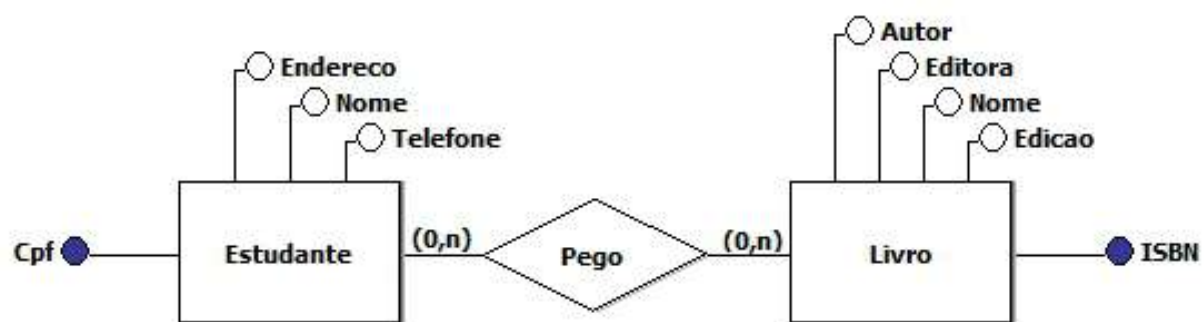 Autor
Endereco
Editora
Nome
Nome
Telefone
Edicao
Cpf
Estudante
(0,n)
Pego
(0,n)
Livro
ISBN